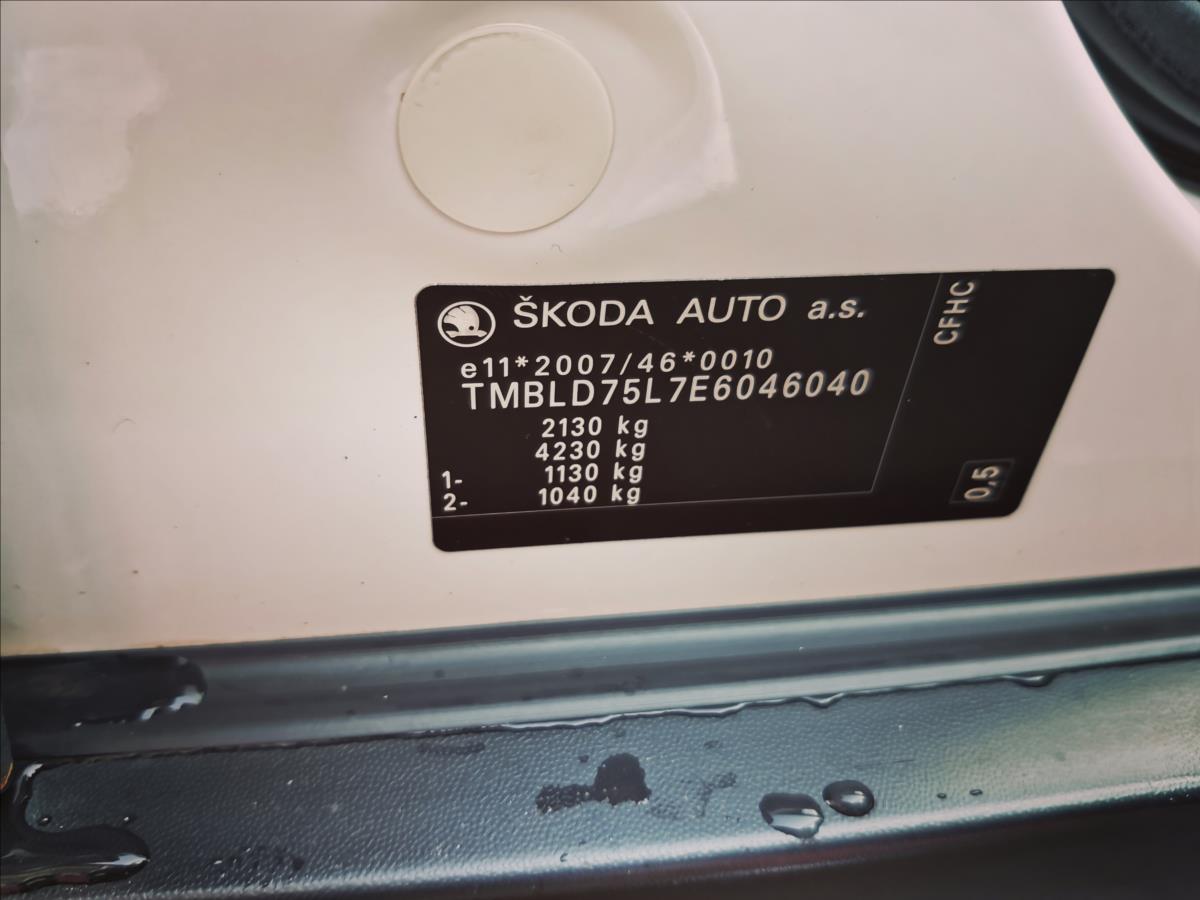 ŠKODA AUTO a.s.
e11*2007/46*0010
TMBLD75L7E6046040
2130 kg
4230 kg
1- 1130 kg
2- 1040 kg
CFHC
0,5